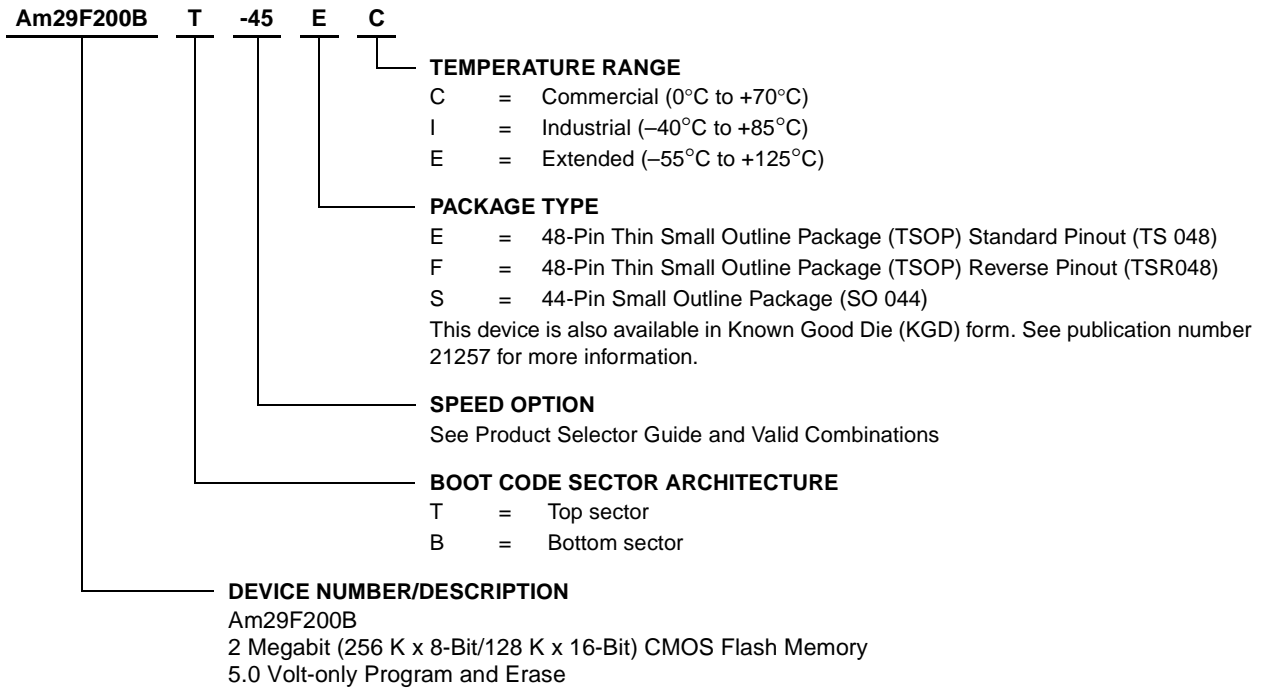 Am29F200B T -45 E C
TEMPERATURE RANGE
C = Commercial (0°C to +70°C)
I = Industrial (–40°C to +85°C)
E = Extended (–55°C to +125°C)
PACKAGE TYPE
E = 48-Pin Thin Small Outline Package (TSOP) Standard Pinout (TS 048)
F = 48-Pin Thin Small Outline Package (TSOP) Reverse Pinout (TSR048)
S = 44-Pin Small Outline Package (SO 044)
This device is also available in Known Good Die (KGD) form. See publication number
21257 for more information.
SPEED OPTION
See Product Selector Guide and Valid Combinations
BOOT CODE SECTOR ARCHITECTURE
T = Top sector
B = Bottom sector
DEVICE NUMBER/DESCRIPTION
Am29F200B
2 Megabit (256 K x 8-Bit/128 K x 16-Bit) CMOS Flash Memory
5.0 Volt-only Program and Erase